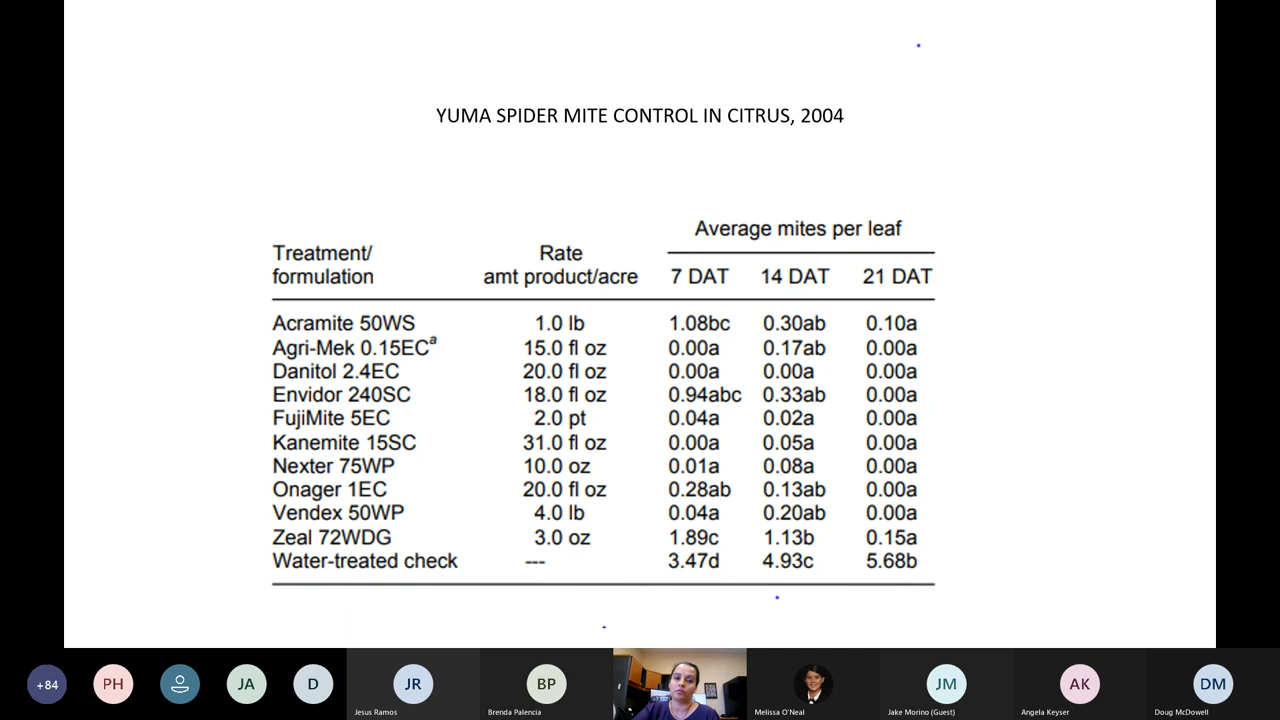 YUMA SPIDER MITE CONTROL IN CITRUS, 2004
Average mites per leaf
Treatment/ Rate
formulation amt product/acre 7 DAT 14 DAT 21 DAT
Acramite 50WS 1.0 lb 1.08bc 0.30ab 0.10a
Agri-Mek 0.15ECa 15.0 fl oz 0.00a 0.17ab 0.00a
Danitol 2.4EC 20.0 fl oz 0.00a 0.00a 0.00a
Envidor 240SC 18.0 fl oz 0.94abc 0.33ab 0.00a
FujiMite 5EC 2.0 pt 0.04a 0.02a 0.00a
Kanemite 15SC 31.0 fl oz 0.00a 0.05a 0.00a
Nexter 75WP 10.0 oz 0.01a 0.08a 0.00a
Onager 1EC 20.0 fl oz 0.28ab 0.13ab 0.00a
Vendex 50WP 4.0 lb 0.04a 0.20ab 0.00a
Zeal 72WDG 3.0 oz 1.89c 1.13b 0.15a
Water-treated check --- 3.47d 4.93c 5.68b
+84 PH JA D JR BP JM AK DM
Jesus Ramos Brenda Palencia Melissa O'Neal Jake Morino (Guest) Angela Keyser Doug McDowell